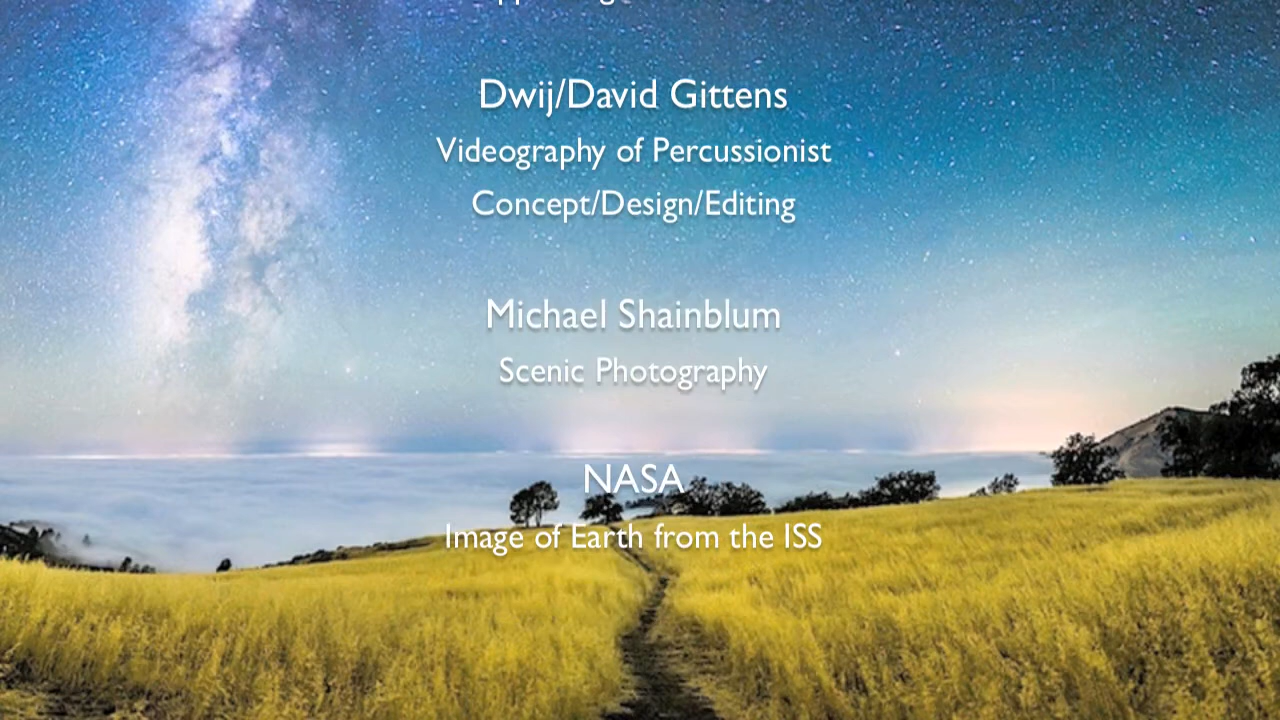 Dwij/David Gittens
Videography of Percussionist
Concept/Design/Editing
Michael Shainblum
Scenic Photography
NASA
Image of Earth from the ISS